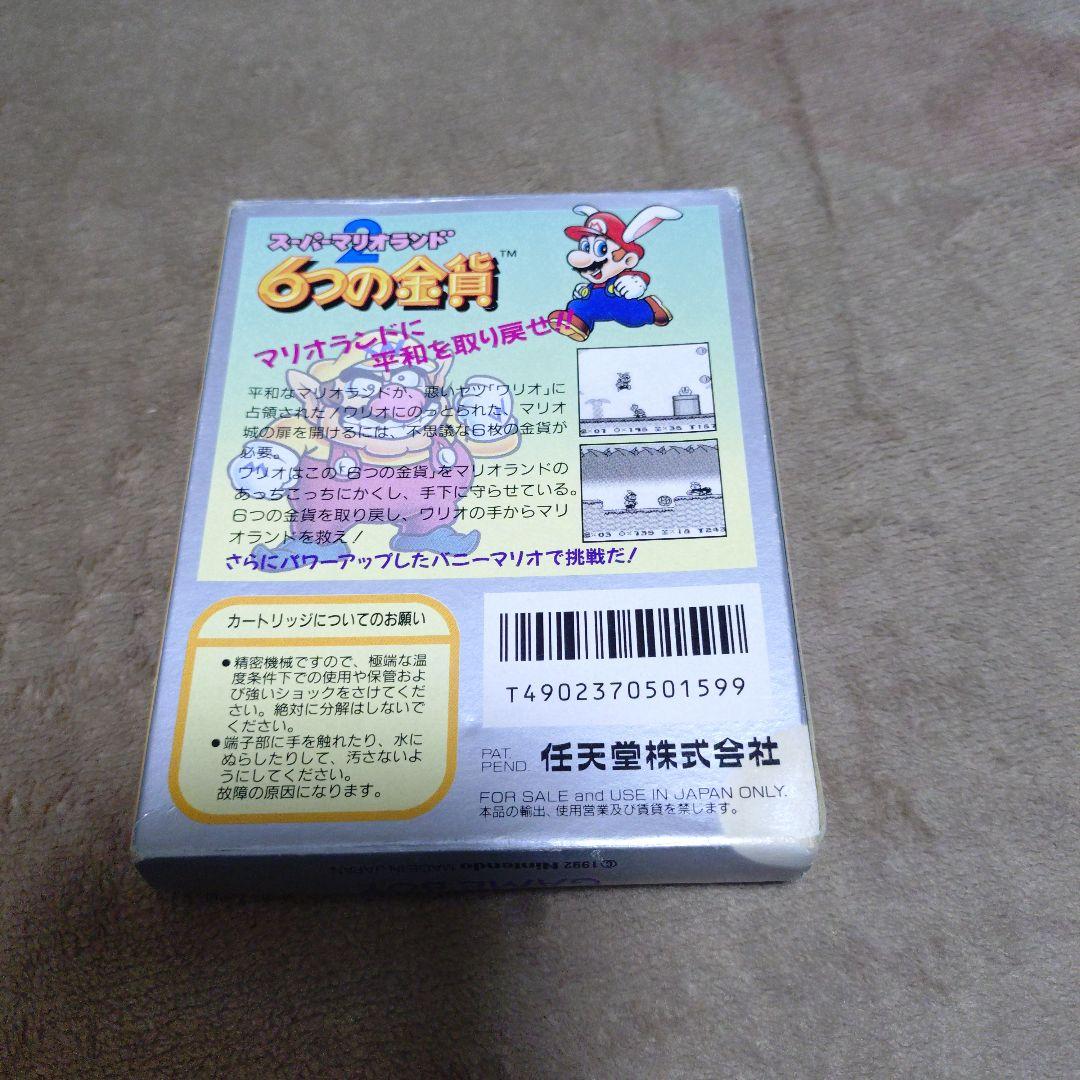 スーパーマリオランド
2
6つの金貨™
マリオランドに
平和を取り戻せ!!
平和なマリオランドが、悪いヤツ「ワリオ」に
占領された!ワリオにのっとられた、マリオ
城の扉を開けるには、不思議な6枚の金貨が
必要。
ワリオはこの「6つの金貨」をマリオランドの
あっちこっちにかくし、手下に守らせている。
6つの金貨を取り戻し、ワリオの手からマリ
オランドを救え!
さらにパワーアップしたバニーマリオで挑戦だ!
カートリッジについてのお願い
●精密機械ですので、極端な温
度条件下での使用や保管およ
び強いショックをさけてくだ
さい。絶対に分解はしないで
ください。
●端子部に手を触れたり、水に
ぬらしたりして、汚さないよ
うにしてください。
故障の原因になります。
T4902370501599
PAT.
PEND.
任天堂株式会社
FOR SALE and USE IN JAPAN ONLY.
本品の輸出、使用営業及び賃貸を禁じます。
©1992 Nintendo MADE IN JAPAN
GAME BOY